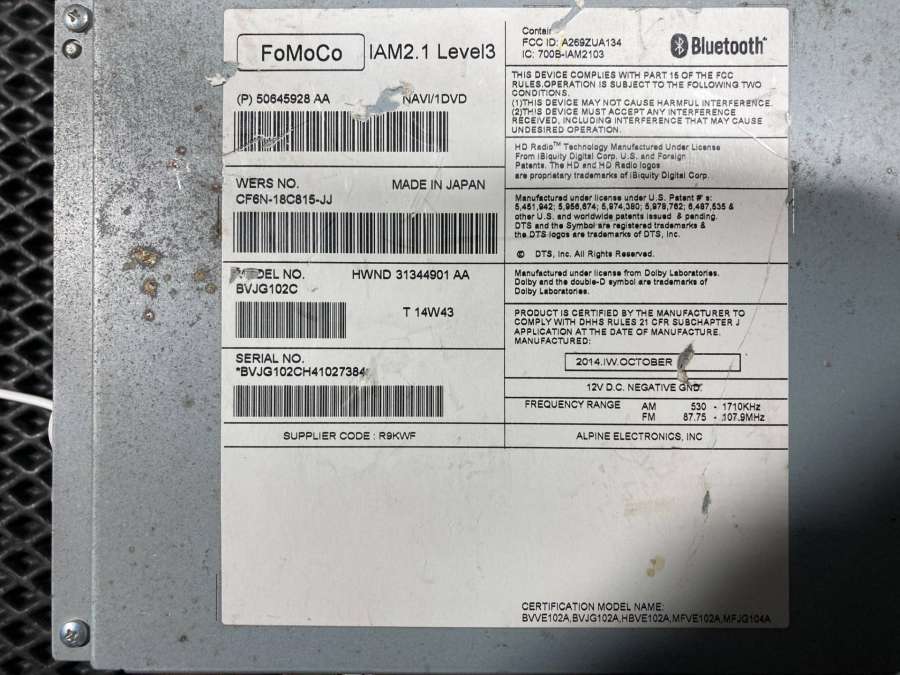 FoMoCo IAM2.1 Level3
(P) 50645928 AA NAVI/1DVD
WERS NO. MADE IN JAPAN
CF6N-18C815-JJ
MODEL NO. HWND 31344901 AA
BVJG102C
T 14W43
SERIAL NO.
*BVJG102CH41027384
SUPPLIER CODE : R9KWF
Contai
FCC ID: A269ZUA134
IC: 700B-IAM2103
Bluetooth
THIS DEVICE COMPLIES WITH PART 15 OF THE FCC
RULES.OPERATION IS SUBJECT TO THE FOLLOWING TWO
CONDITIONS.
(1)THIS DEVICE MAY NOT CAUSE HARMFUL INTERFERENCE.
(2)THIS DEVICE MUST ACCEPT ANY INTERFERENCE
RECEIVED, INCLUDING INTERFERENCE THAT MAY CAUSE
UNDESIRED OPERATION.
HD Radio™ Technology Manufactured Under License
From iBiquity Digital Corp. U.S. and Foreign
Patents. The HD and HD Radio logos
are proprietary trademarks of iBiquity Digital Corp.
Manufactured under license under U.S. Patent #'s:
5,451,942; 5,956,674; 5,974,380; 5,978,762; 6,487,535 &
other U.S. and worldwide patents issued & pending.
DTS and the Symbol are registered trademarks &
the DTS logos are trademarks of DTS, Inc.
© DTS, Inc. All Rights Reserved.
Manufactured under license from Dolby Laboratories.
Dolby and the double-D symbol are trademarks of
Dolby Laboratories.
PRODUCT IS CERTIFIED BY THE MANUFACTURER TO
COMPLY WITH DHHS RULES 21 CFR SUBCHAPTER J
APPLICATION AT THE DATE OF MANUFACTURE.
MANUFACTURED:
2014.IW.OCTOBER
12V D.C. NEGATIVE GND.
FREQUENCY RANGE AM 530 - 1710KHz
FM 87.75 - 107.9MHz
ALPINE ELECTRONICS, INC
CERTIFICATION MODEL NAME:
BVVE102A,BVJG102A,HBVE102A,MFVE102A,MFJG104A